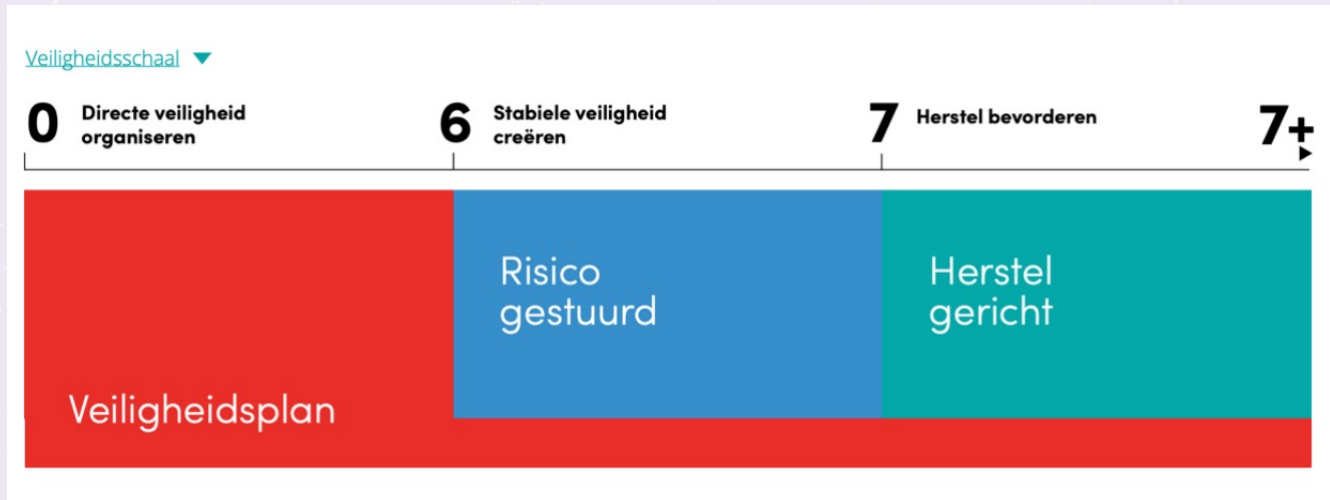 Veiligheidsschaal
0 Directe veiligheid
organiseren
6 Stabiele veiligheid
creëren
7 Herstel bevorderen
7+
Veiligheidsplan
Risico
gestuurd
Herstel
gericht